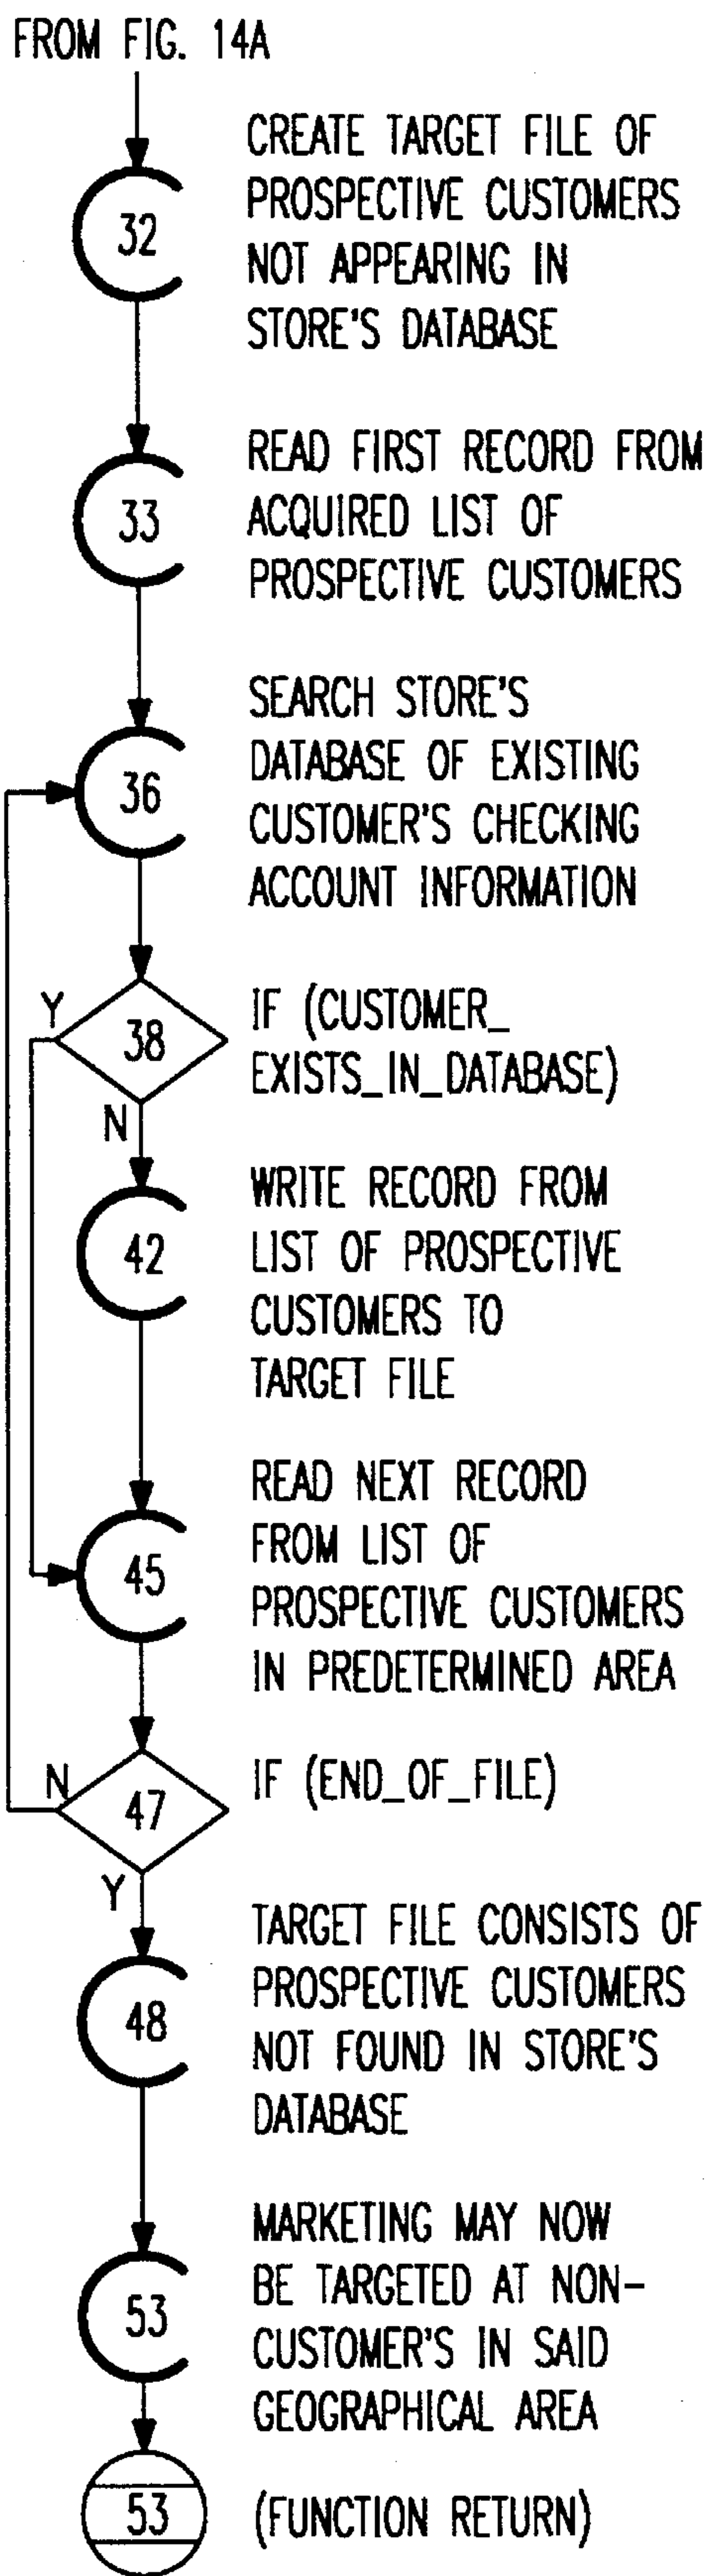 FROM FIG. 14A
32
CREATE TARGET FILE OF
PROSPECTIVE CUSTOMERS
NOT APPEARING IN
STORE'S DATABASE
33
READ FIRST RECORD FROM
ACQUIRED LIST OF
PROSPECTIVE CUSTOMERS
36
SEARCH STORE'S
DATABASE OF EXISTING
CUSTOMER'S CHECKING
ACCOUNT INFORMATION
Y
38
N
IF (CUSTOMER_
EXISTS_IN_DATABASE)
42
WRITE RECORD FROM
LIST OF PROSPECTIVE
CUSTOMERS TO
TARGET FILE
45
READ NEXT RECORD
FROM LIST OF
PROSPECTIVE CUSTOMERS
IN PREDETERMINED AREA
N
47
Y
IF (END_OF_FILE)
48
TARGET FILE CONSISTS OF
PROSPECTIVE CUSTOMERS
NOT FOUND IN STORE'S
DATABASE
53
MARKETING MAY NOW
BE TARGETED AT NON-
CUSTOMER'S IN SAID
GEOGRAPHICAL AREA
53
(FUNCTION RETURN)